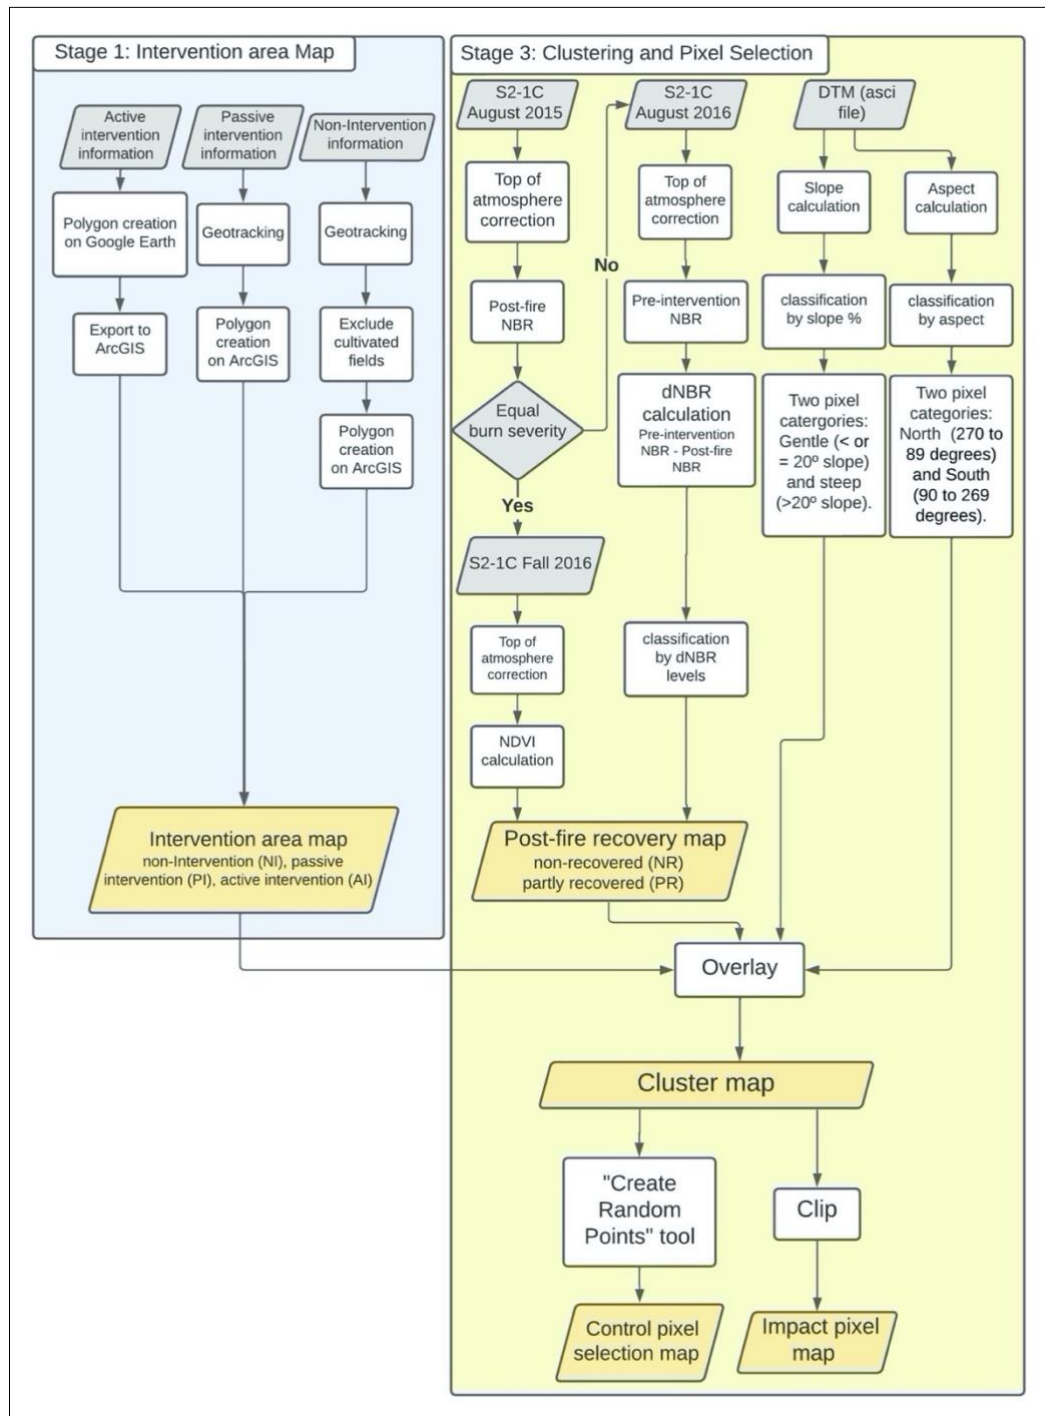 Stage 1: Intervention area Map
Active
intervention
information
Passive
intervention
information
Non-Intervention
information
Polygon creation
on Google Earth
Geotracking
Geotracking
Export to
ArcGIS
Polygon
creation
on ArcGIS
Exclude
cultivated
fields
Polygon
creation
on ArcGIS
Intervention area map
non-Intervention (NI), passive
intervention (PI), active intervention (AI)
Stage 3: Clustering and Pixel Selection
S2-1C
August 2015
Top of
atmosphere
correction
Post-fire
NBR
Equal
burn severity
No
Yes
S2-1C Fall 2016
Top of
atmosphere
correction
NDVI
calculation
S2-1C
August 2016
Top of
atmosphere
correction
Pre-intervention
NBR
dNBR
calculation
Pre-intervention
NBR - Post-fire
NBR
classification
by dNBR
levels
DTM (asci
file)
Slope
calculation
classification
by slope %
Two pixel
catergories:
Gentle (< or
= 20º slope)
and steep
(>20º slope).
Aspect
calculation
classification
by aspect
Two pixel
categories:
North (270 to
89 degrees)
and South
(90 to 269
degrees).
Post-fire recovery map
non-recovered (NR)
partly recovered (PR)
Overlay
Cluster map
"Create
Random
Points" tool
Clip
Control pixel
selection map
Impact pixel
map